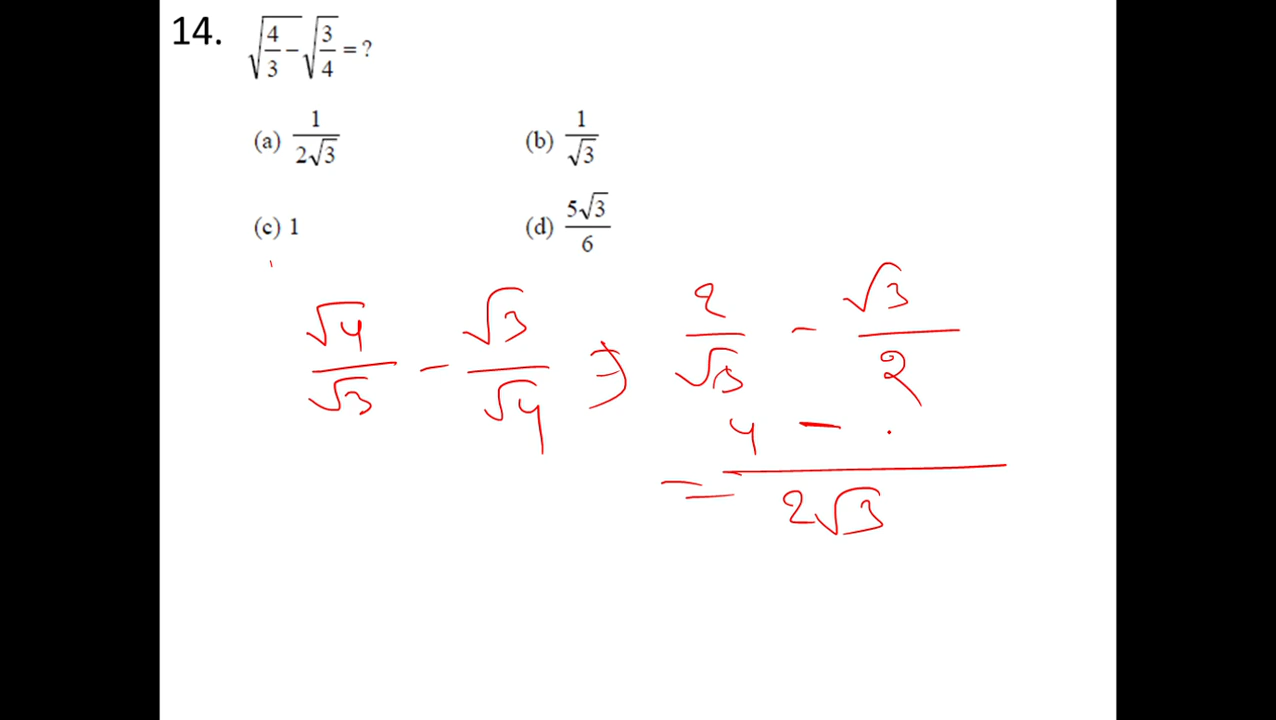 14. √(4/3) − √(3/4) = ?
(a) 1/(2√3) (b) 1/√3
(c) 1 (d) 5√3/6
√4/√3 − √3/√4 ⇒ 2/√3 − √3/2
= (4 − )/(2√3)